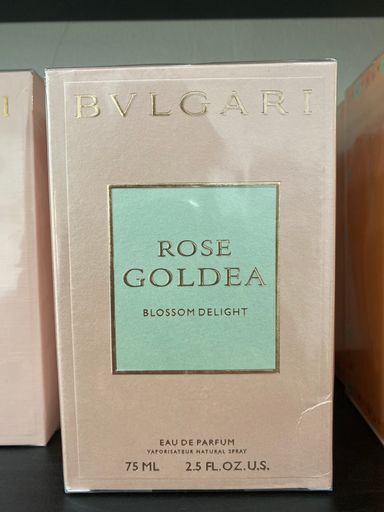 BVLGARI
ROSE
GOLDEA
BLOSSOM DELIGHT
EAU DE PARFUM
VAPORISATEUR NATURAL SPRAY
75 ML 2.5 FL.OZ.U.S.